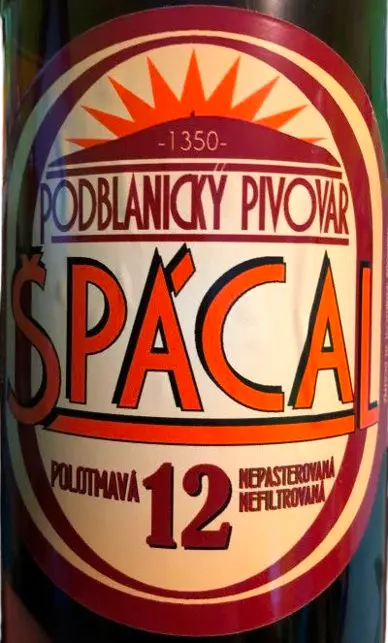 -1350-
PODBLANICKÝ PIVOVAR
ŠPÁCAL
POLOTMAVÁ 12 NEPASTEROVANÁ
NEFILTROVANÁ